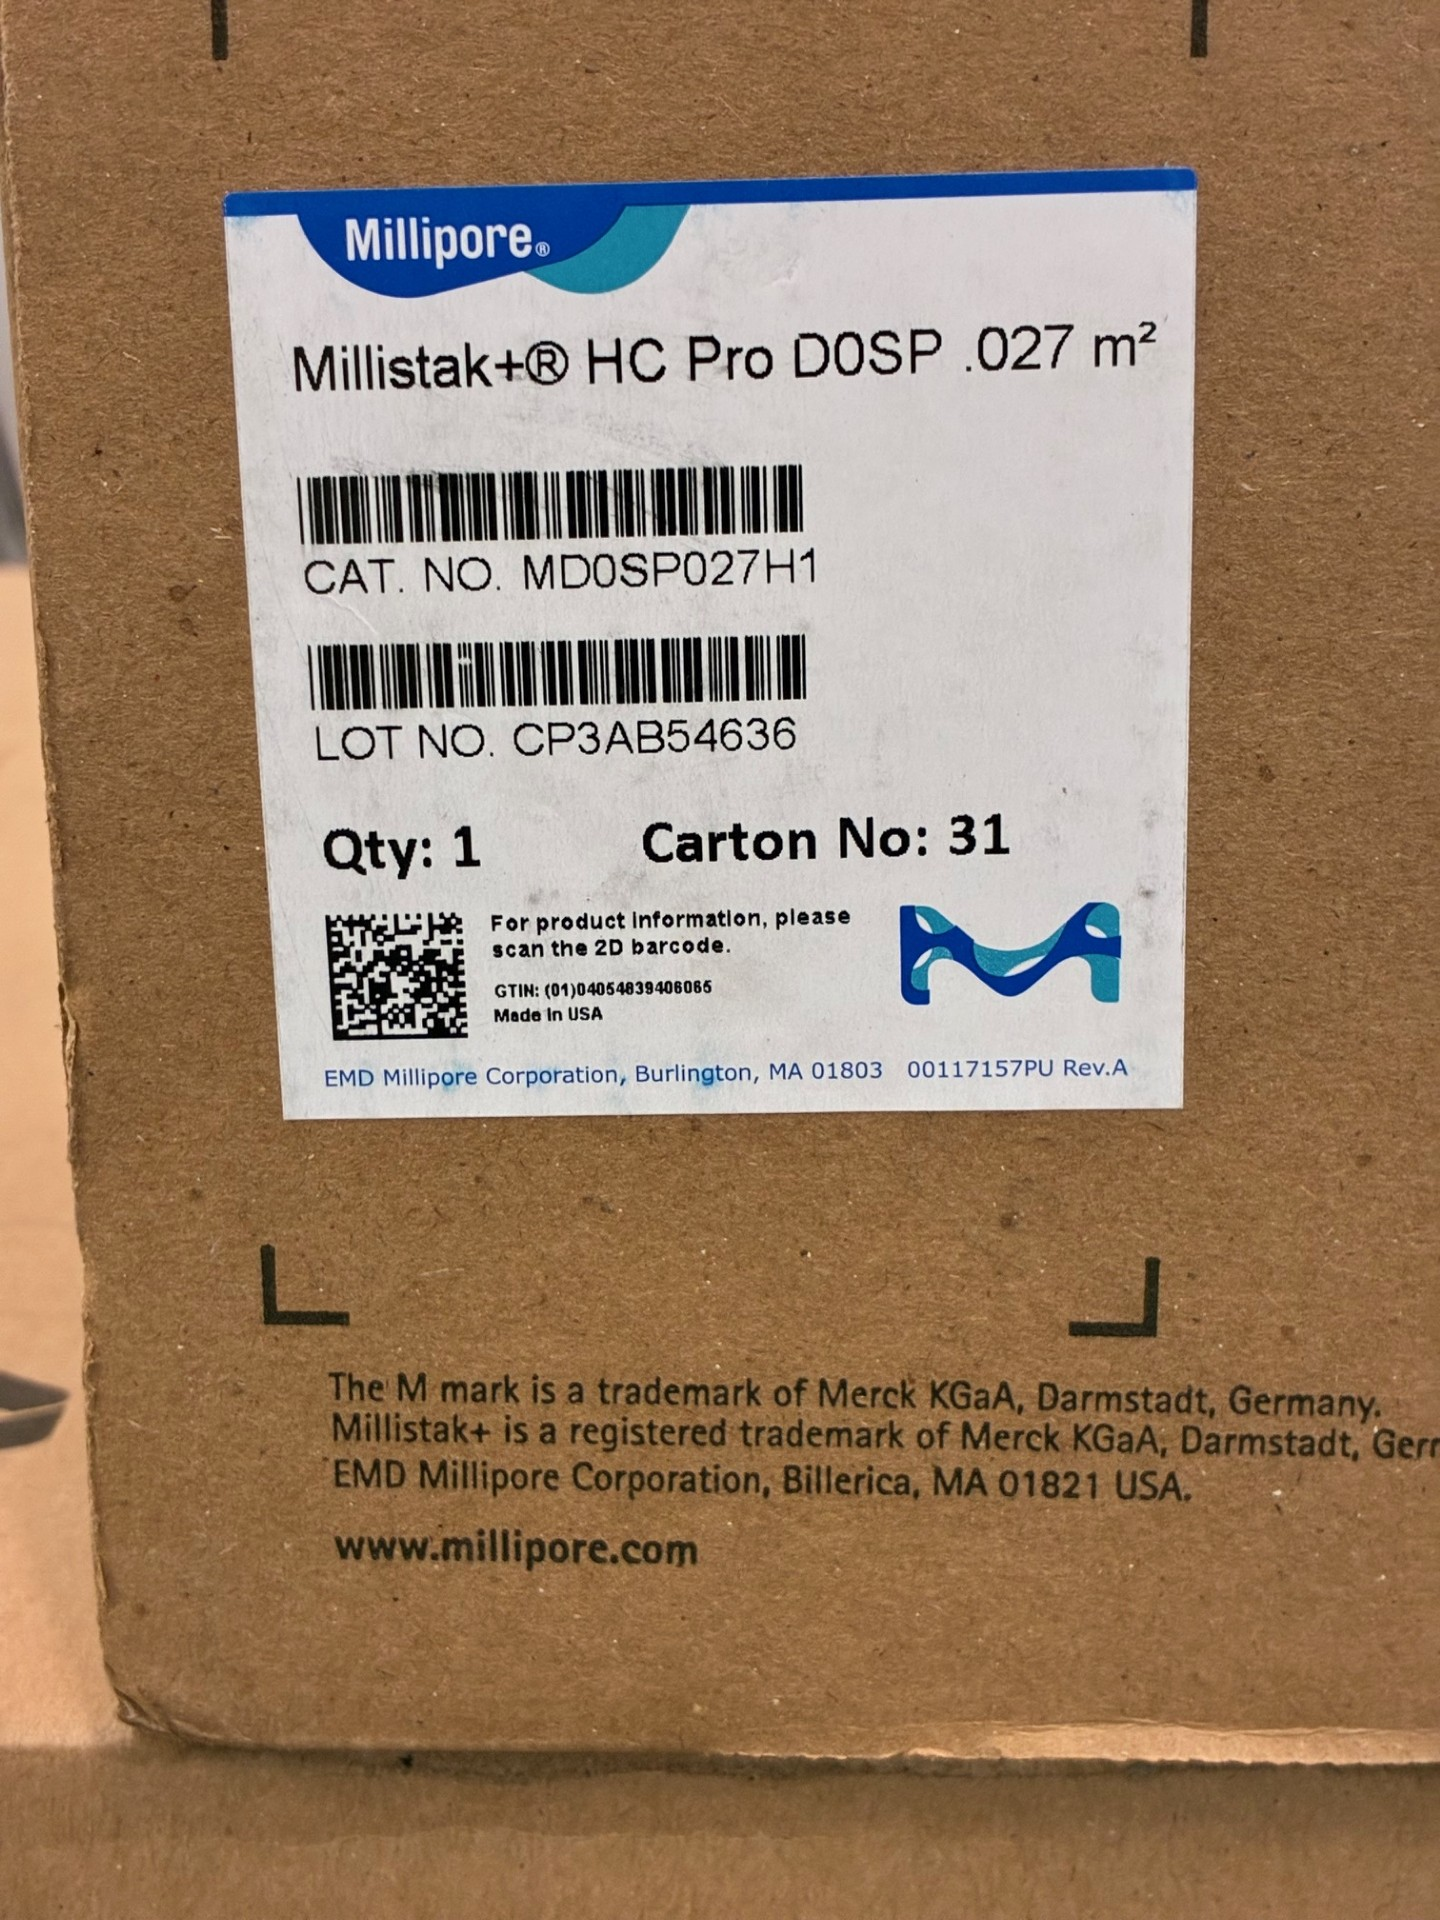 Millipore®
Millistak+® HC Pro D0SP .027 m²
CAT. NO. MD0SP027H1
LOT NO. CP3AB54636
Qty: 1 Carton No: 31
For product information, please
scan the 2D barcode.
GTIN: (01)04054839406065
Made in USA
EMD Millipore Corporation, Burlington, MA 01803 00117157PU Rev.A
The M mark is a trademark of Merck KGaA, Darmstadt, Germany.
Millistak+ is a registered trademark of Merck KGaA, Darmstadt,
EMD Millipore Corporation, Billerica, MA 01821 USA.
www.millipore.com